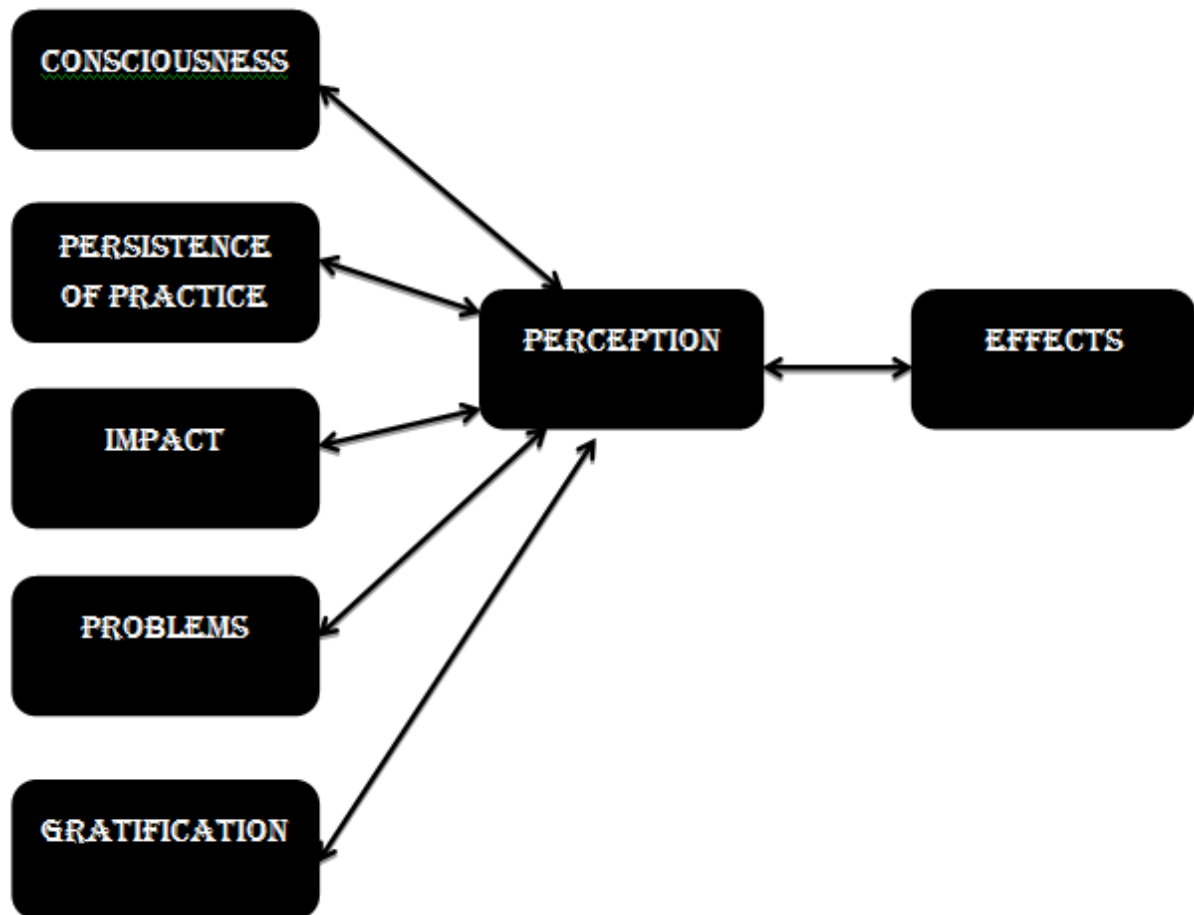 CONSCIOUSNESS
PERSISTENCE
OF PRACTICE
IMPACT
PROBLEMS
GRATIFICATION
PERCEPTION
EFFECTS